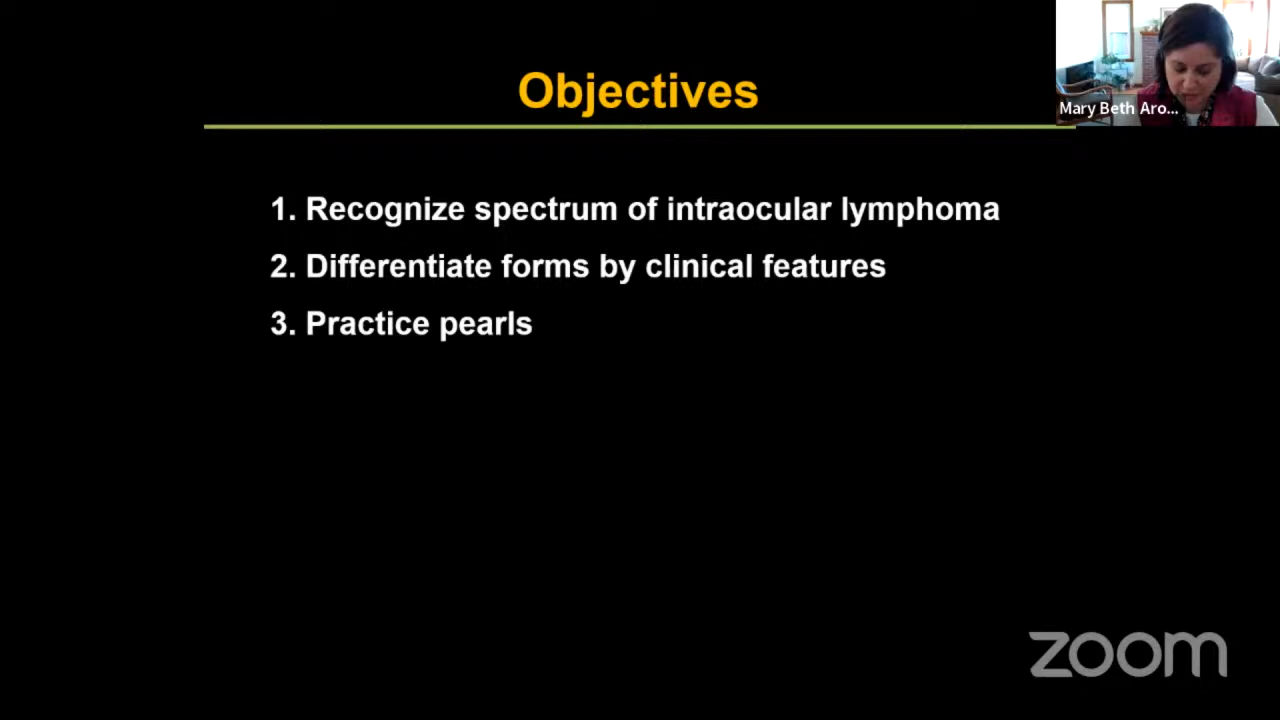 Objectives
Mary Beth Aro...
1. Recognize spectrum of intraocular lymphoma
2. Differentiate forms by clinical features
3. Practice pearls
zoom